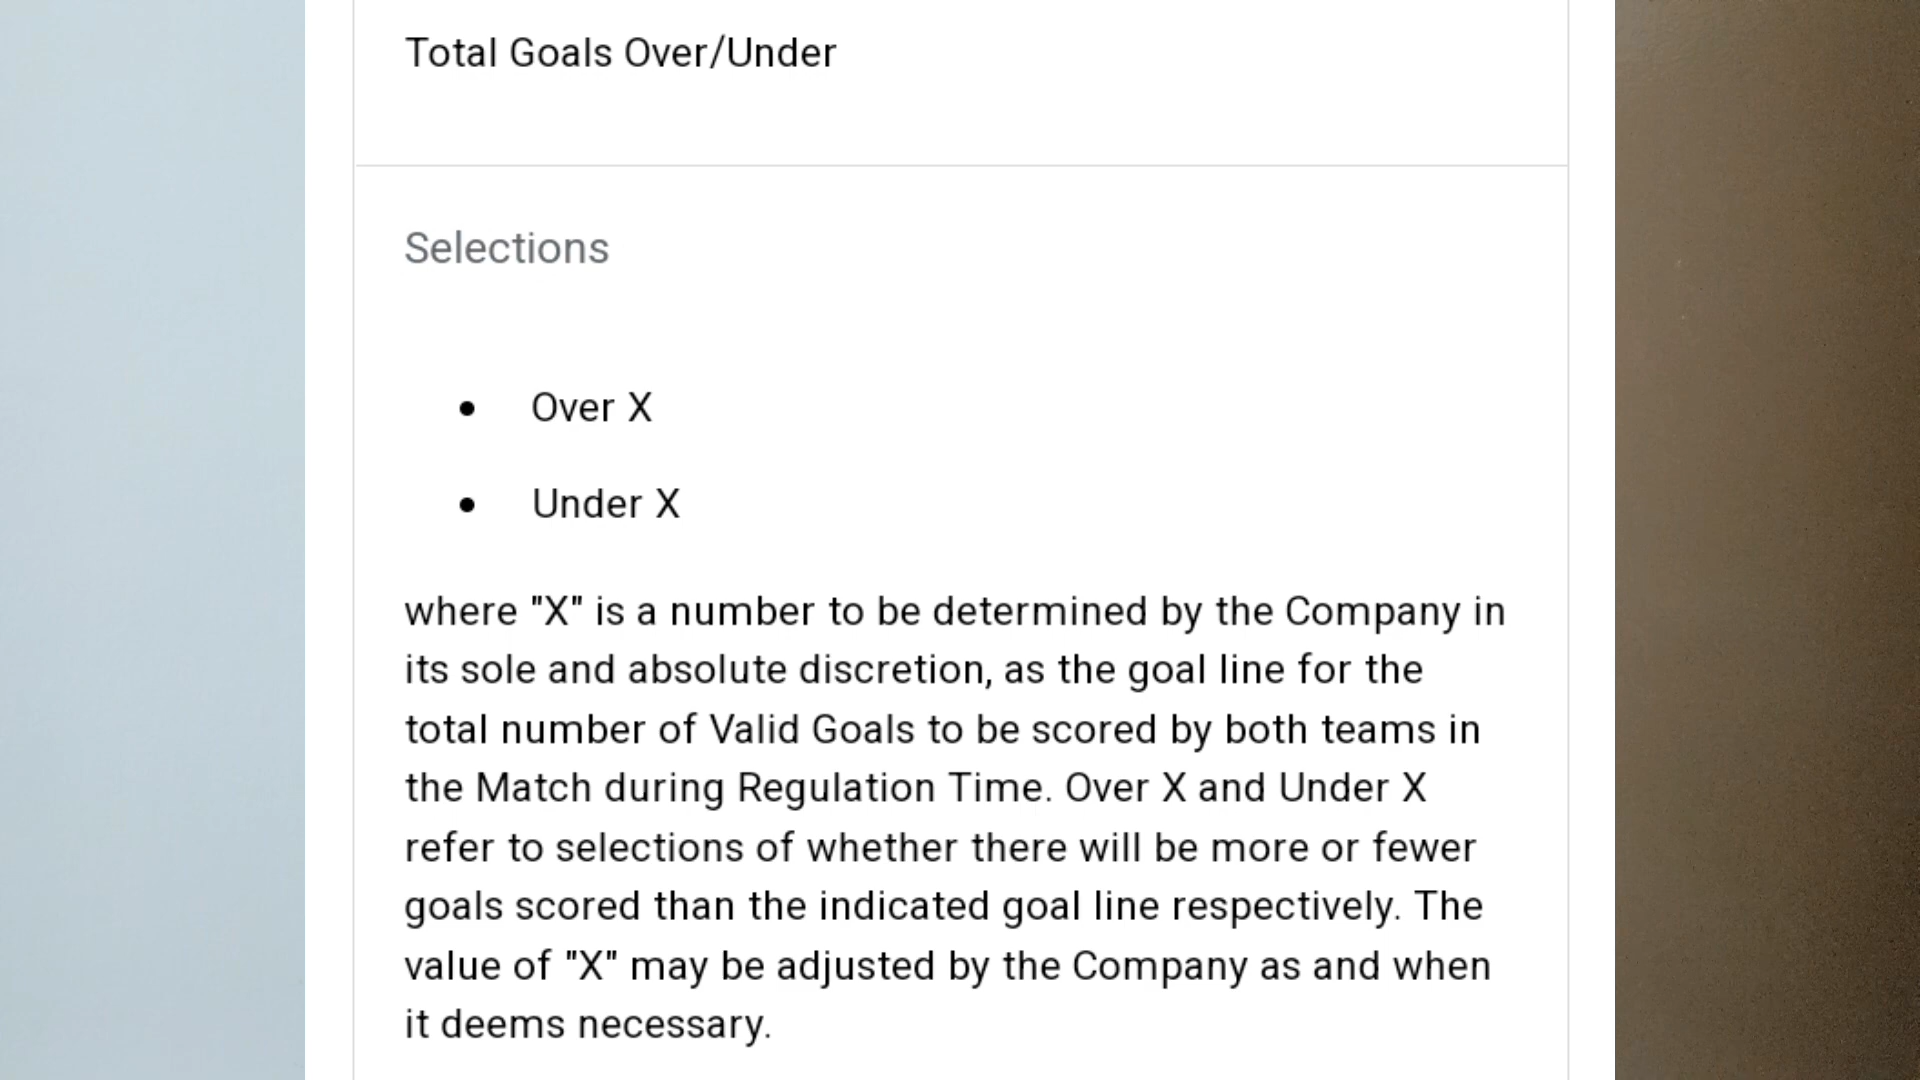 Total Goals Over/Under
Selections
• Over X
• Under X
where "X" is a number to be determined by the Company in
its sole and absolute discretion, as the goal line for the
total number of Valid Goals to be scored by both teams in
the Match during Regulation Time. Over X and Under X
refer to selections of whether there will be more or fewer
goals scored than the indicated goal line respectively. The
value of "X" may be adjusted by the Company as and when
it deems necessary.